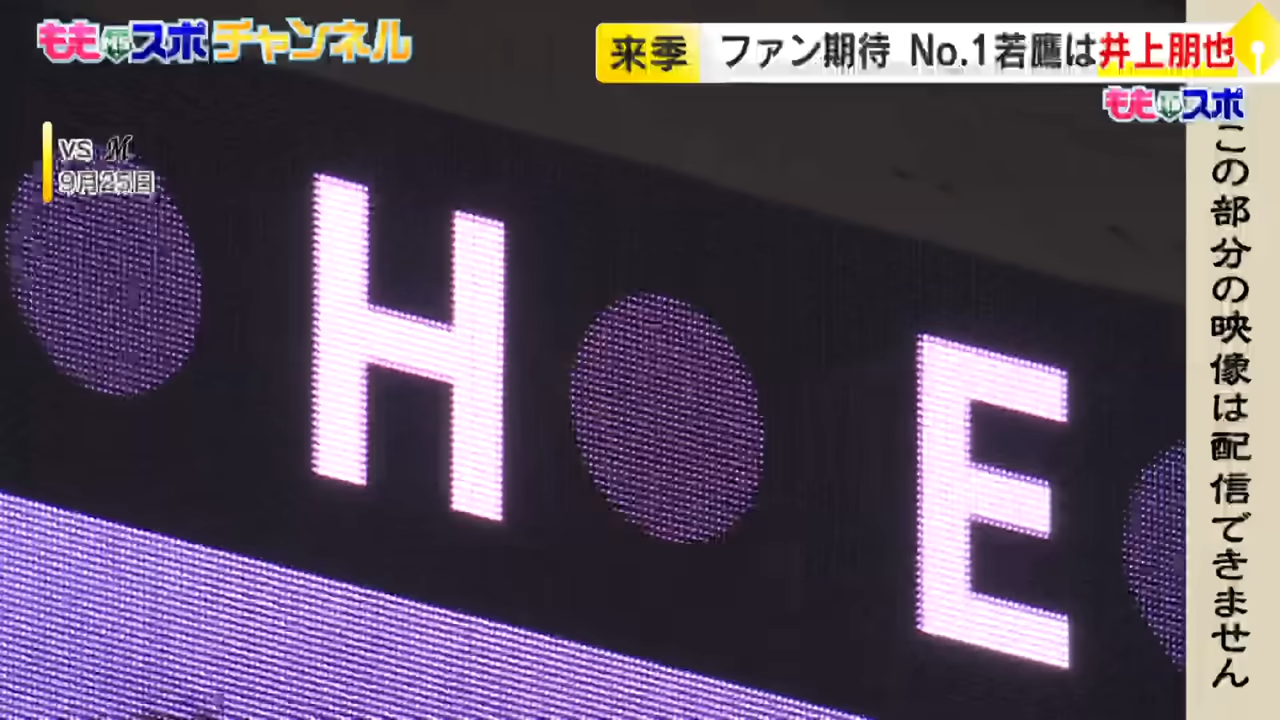 ももスポチャンネル
来季 ファン期待 No.1若鷹は井上朋也
ももスポ
VS M
9月25日
H E
この部分の映像は配信できません